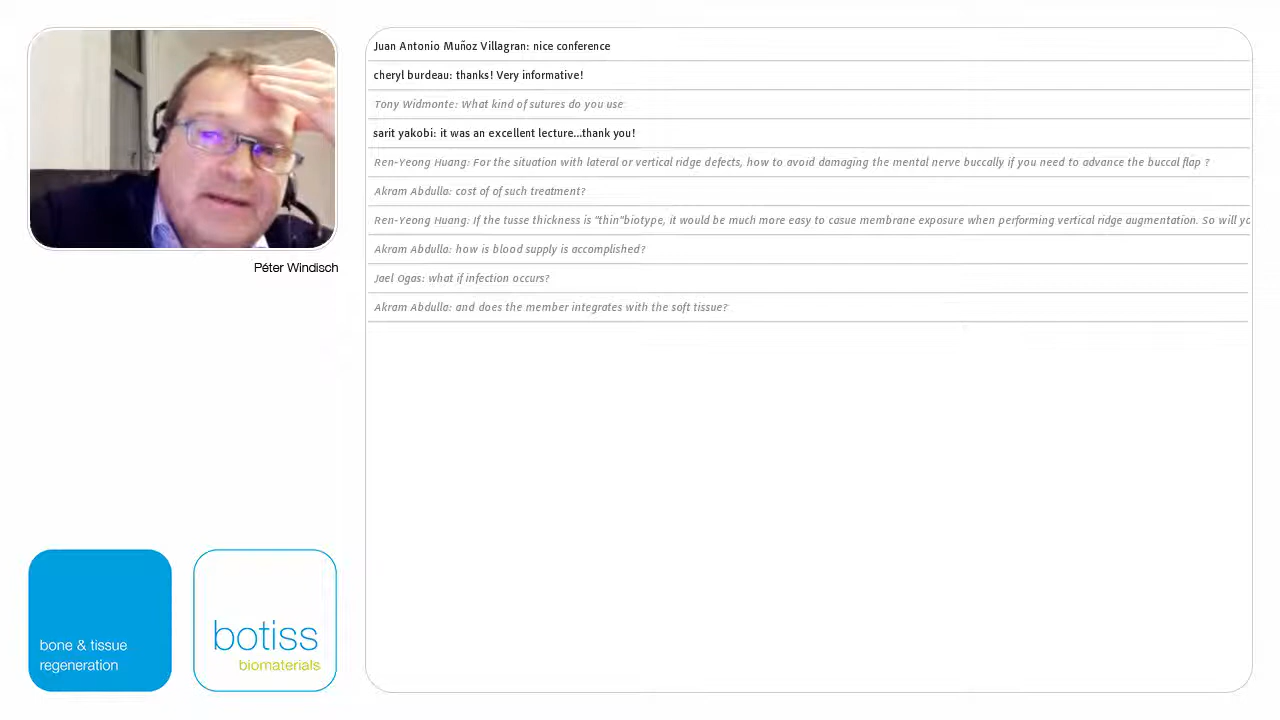 Juan Antonio Muñoz Villagran: nice conference
cheryl burdeau: thanks! Very informative!
Tony Widmonte: What kind of sutures do you use
sarit yakobi: it was an excellent lecture...thank you!
Ren-Yeong Huang: For the situation with lateral or vertical ridge defects, how to avoid damaging the mental nerve buccally if you need to advance the buccal flap ?
Akram Abdulla: cost of of such treatment?
Ren-Yeong Huang: If the tusse thickness is "thin"biotype, it would be much more easy to casue membrane exposure when performing vertical ridge augmentation. So will
Akram Abdulla: how is blood supply is accomplished?
Jael Ogas: what if infection occurs?
Akram Abdulla: and does the member integrates with the soft tissue?
Péter Windisch
bone & tissue
regeneration
botiss
biomaterials